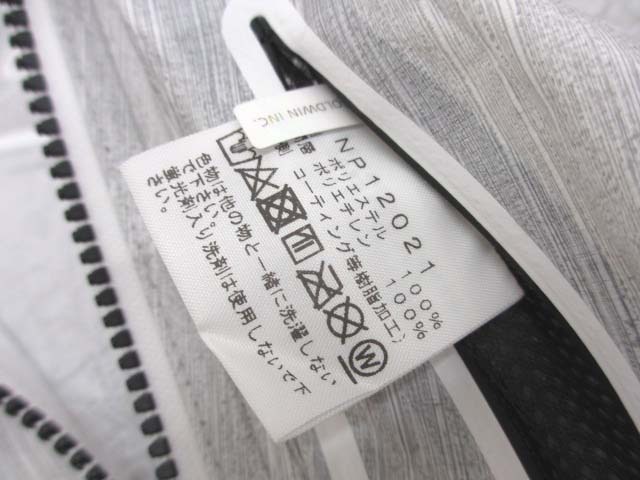 OLDWIN INC.
NP12021
ポリエステル 100%
ポリエチレン 100%
コーティング等樹脂加工)
W
色物は他の物と一緒に洗濯しない
で下さい。
蛍光剤入り洗剤は使用しないで下
さい。